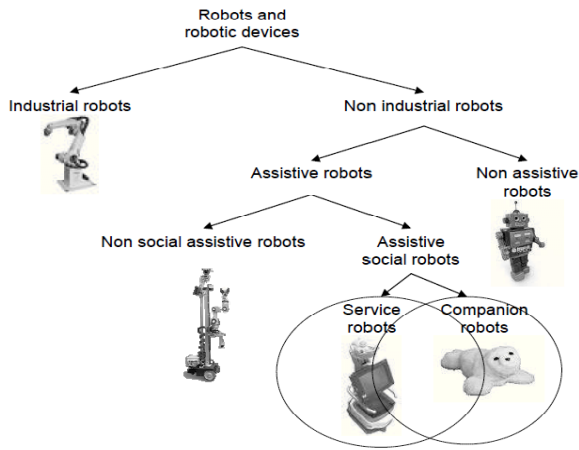 Robots and
robotic devices
Industrial robots
Non industrial robots
Assistive robots
Non assistive
robots
Non social assistive robots
Assistive
social robots
Service
robots
Companion
robots